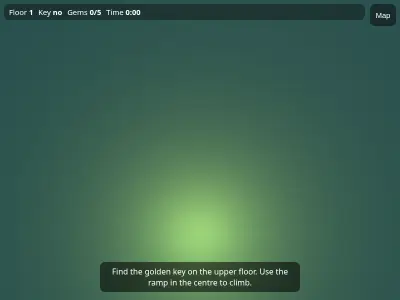 Floor 1 Key no Gems 0/5 Time 0:00
Map
Find the golden key on the upper floor. Use the
ramp in the centre to climb.